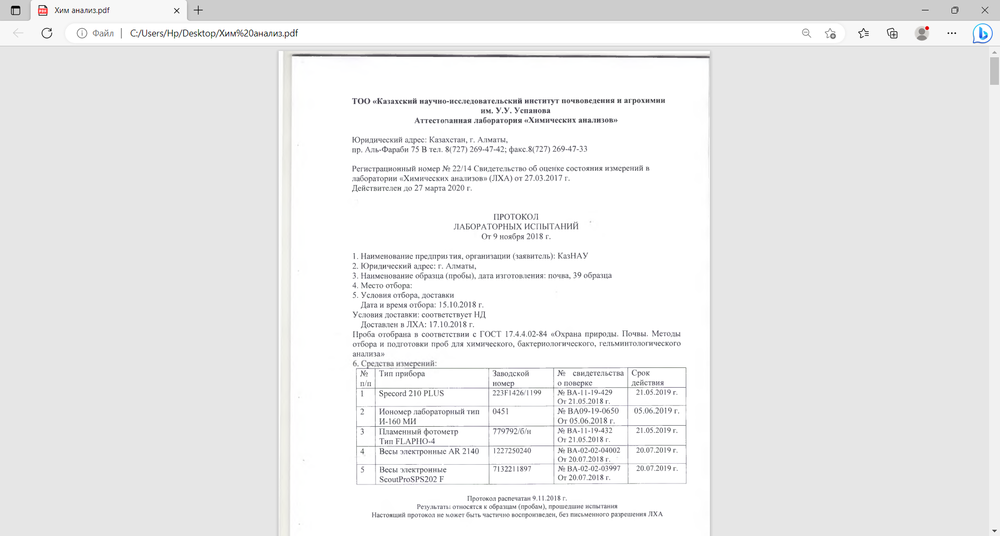 Хим анализ.pdf
Файл
C:/Users/Hp/Desktop/Хим%20анализ.pdf
ТОО «Казахский научно-исследовательский институт почвоведения и агрохимии
им. У.У. Успанова
Аттестованная лаборатория «Химических анализов»
Юридический адрес: Казахстан, г. Алматы,
пр. Аль-Фараби 75 В тел. 8(727) 269-47-42; факс.8(727) 269-47-33
Регистрационный номер № 22/14 Свидетельство об оценке состояния измерений в
лаборатории «Химических анализов» (ЛХА) от 27.03.2017 г.
Действителен до 27 марта 2020 г.
ПРОТОКОЛ
ЛАБОРАТОРНЫХ ИСПЫТАНИЙ
От 9 ноября 2018 г.
1. Наименование предприятия, организации (заявитель): КазНАУ
2. Юридический адрес: г. Алматы,
3. Наименование образца (пробы), дата изготовления: почва, 39 образца
4. Место отбора:
5. Условия отбора, доставки
Дата и время отбора: 15.10.2018 г.
Условия доставки: соответствует НД
Доставлен в ЛХА: 17.10.2018 г.
Проба отобрана в соответствии с ГОСТ 17.4.4.02-84 «Охрана природы. Почвы. Методы
отбора и подготовки проб для химического, бактериологического, гельминтологического
анализа»
6. Средства измерений:
№ п/п Тип прибора Заводской номер № свидетельства о поверке Срок действия
1 Specord 210 PLUS 223F1426/1199 № ВА-11-19-429 От 21.05.2018 г. 21.05.2019 г.
2 Иономер лабораторный тип И-160 МИ 0451 № ВА09-19-0650 От 05.06.2018 г. 05.06.2019 г.
3 Пламенный фотометр Тип FLAPHO-4 779792/б/н № ВА-11-19-432 От 21.05.2018 г. 21.05.2019 г.
4 Весы электронные AR 2140 1227250240 № ВА-02-02-04002 От 20.07.2018 г. 20.07.2019 г.
5 Весы электронные ScoutProSPS202 F 7132211897 № ВА-02-02-03997 От 20.07.2018 г. 20.07.2019 г.
Протокол распечатан 9.11.2018 г.
Результаты относятся к образцам (пробам), прошедшие испытания
Настоящий протокол не может быть частично воспроизведен, без письменного разрешения ЛХА